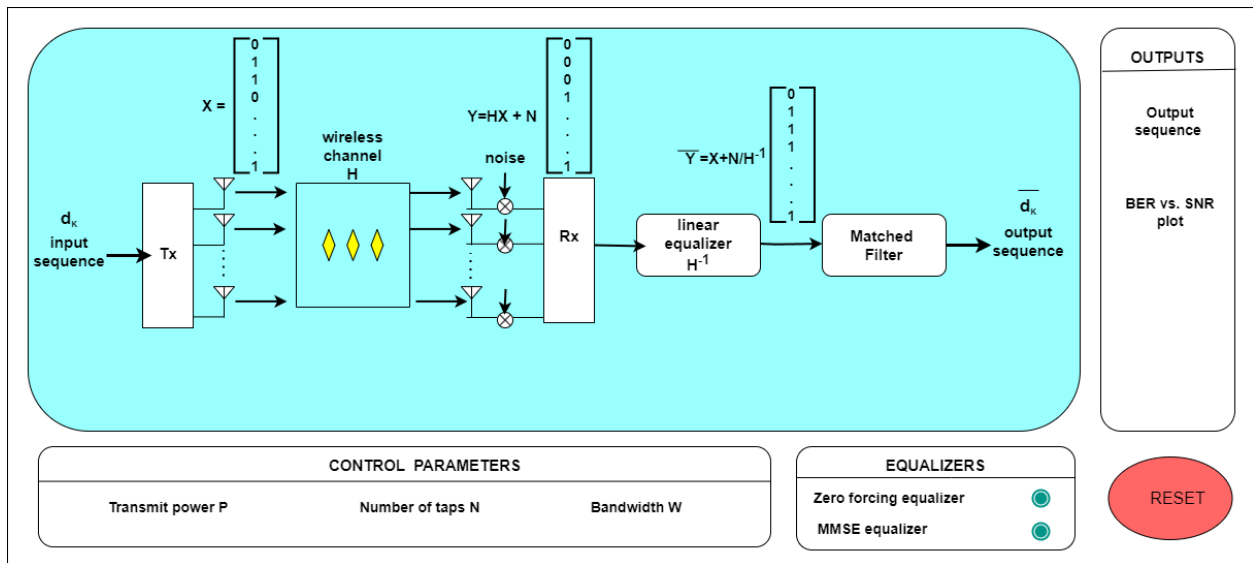 X =
0
1
1
0
.
.
.
1
wireless
channel
H
Y=HX + N
0
0
0
1
.
.
.
1
noise
Y̅=X+N/H⁻¹
0
1
1
1
.
.
.
1
dₖ
input
sequence
Tx
Rx
linear
equalizer
H⁻¹
Matched
Filter
d̅ₖ
output
sequence
OUTPUTS
Output
sequence
BER vs. SNR
plot
CONTROL PARAMETERS
Transmit power P
Number of taps N
Bandwidth W
EQUALIZERS
Zero forcing equalizer
MMSE equalizer
RESET